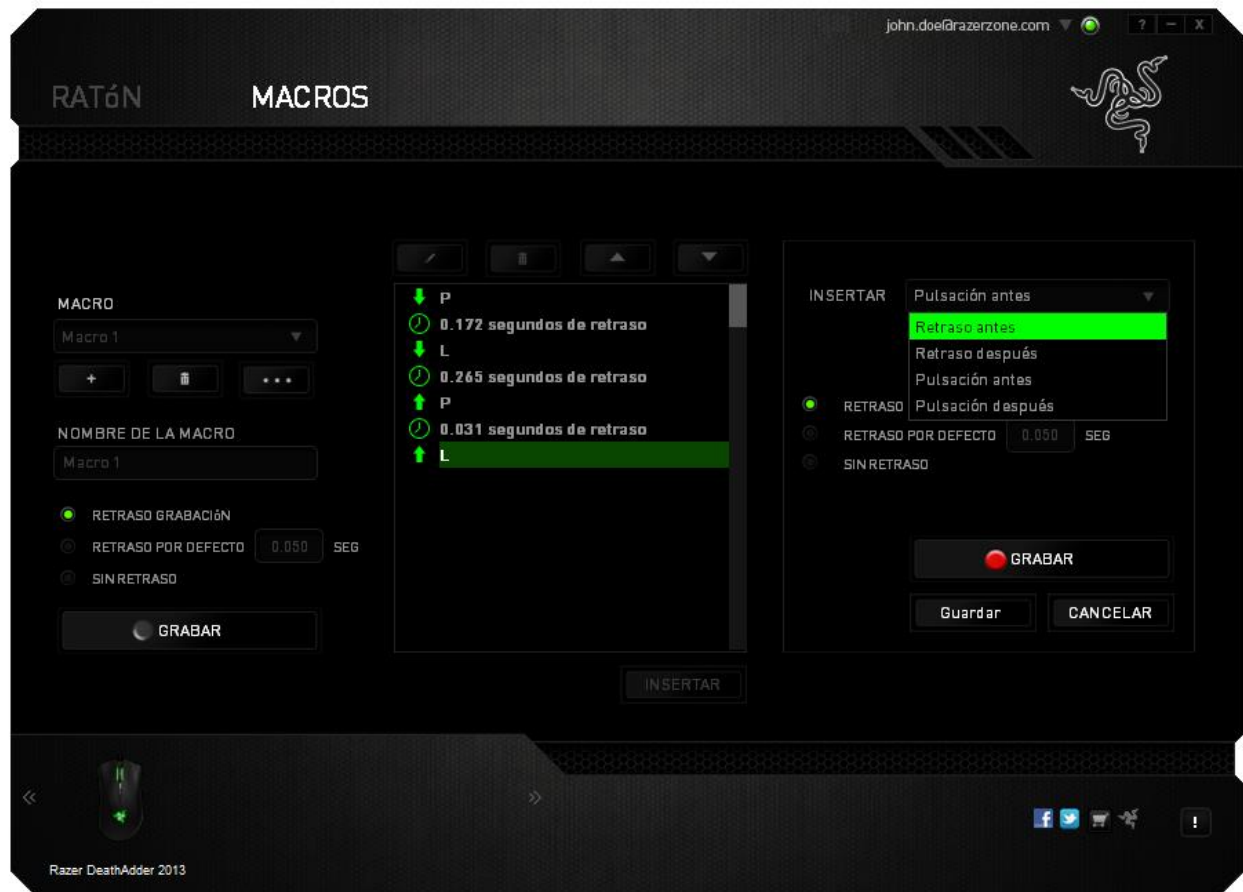 john.doe@razerzone.com
? – X
RATóN
MACROS
MACRO
Macro 1
+
...
NOMBRE DE LA MACRO
Macro 1
RETRASO GRABACIóN
RETRASO POR DEFECTO 0.050 SEG
SIN RETRASO
GRABAR
P
0.172 segundos de retraso
L
0.265 segundos de retraso
P
0.031 segundos de retraso
L
INSERTAR
INSERTAR Pulsación antes
Retraso antes
Retraso después
Pulsación antes
Pulsación después
RETRASO
RETRASO POR DEFECTO 0.050 SEG
SIN RETRASO
GRABAR
Guardar CANCELAR
« »
f
!
Razer DeathAdder 2013